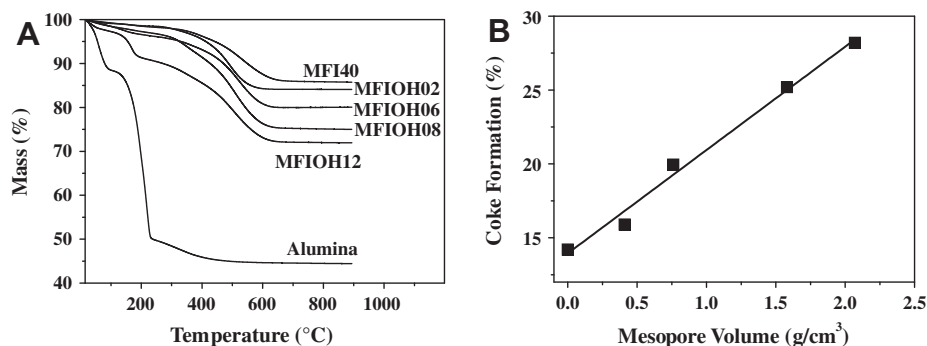 A
100
90
80
70
60
50
40
Mass (%)
MFI40
MFIOH02
MFIOH06
MFIOH08
MFIOH12
Alumina
200 400 600 800 1000
Temperature (°C)
B
30
25
20
15
Coke Formation (%)
0.0 0.5 1.0 1.5 2.0 2.5
Mesopore Volume (g/cm³)